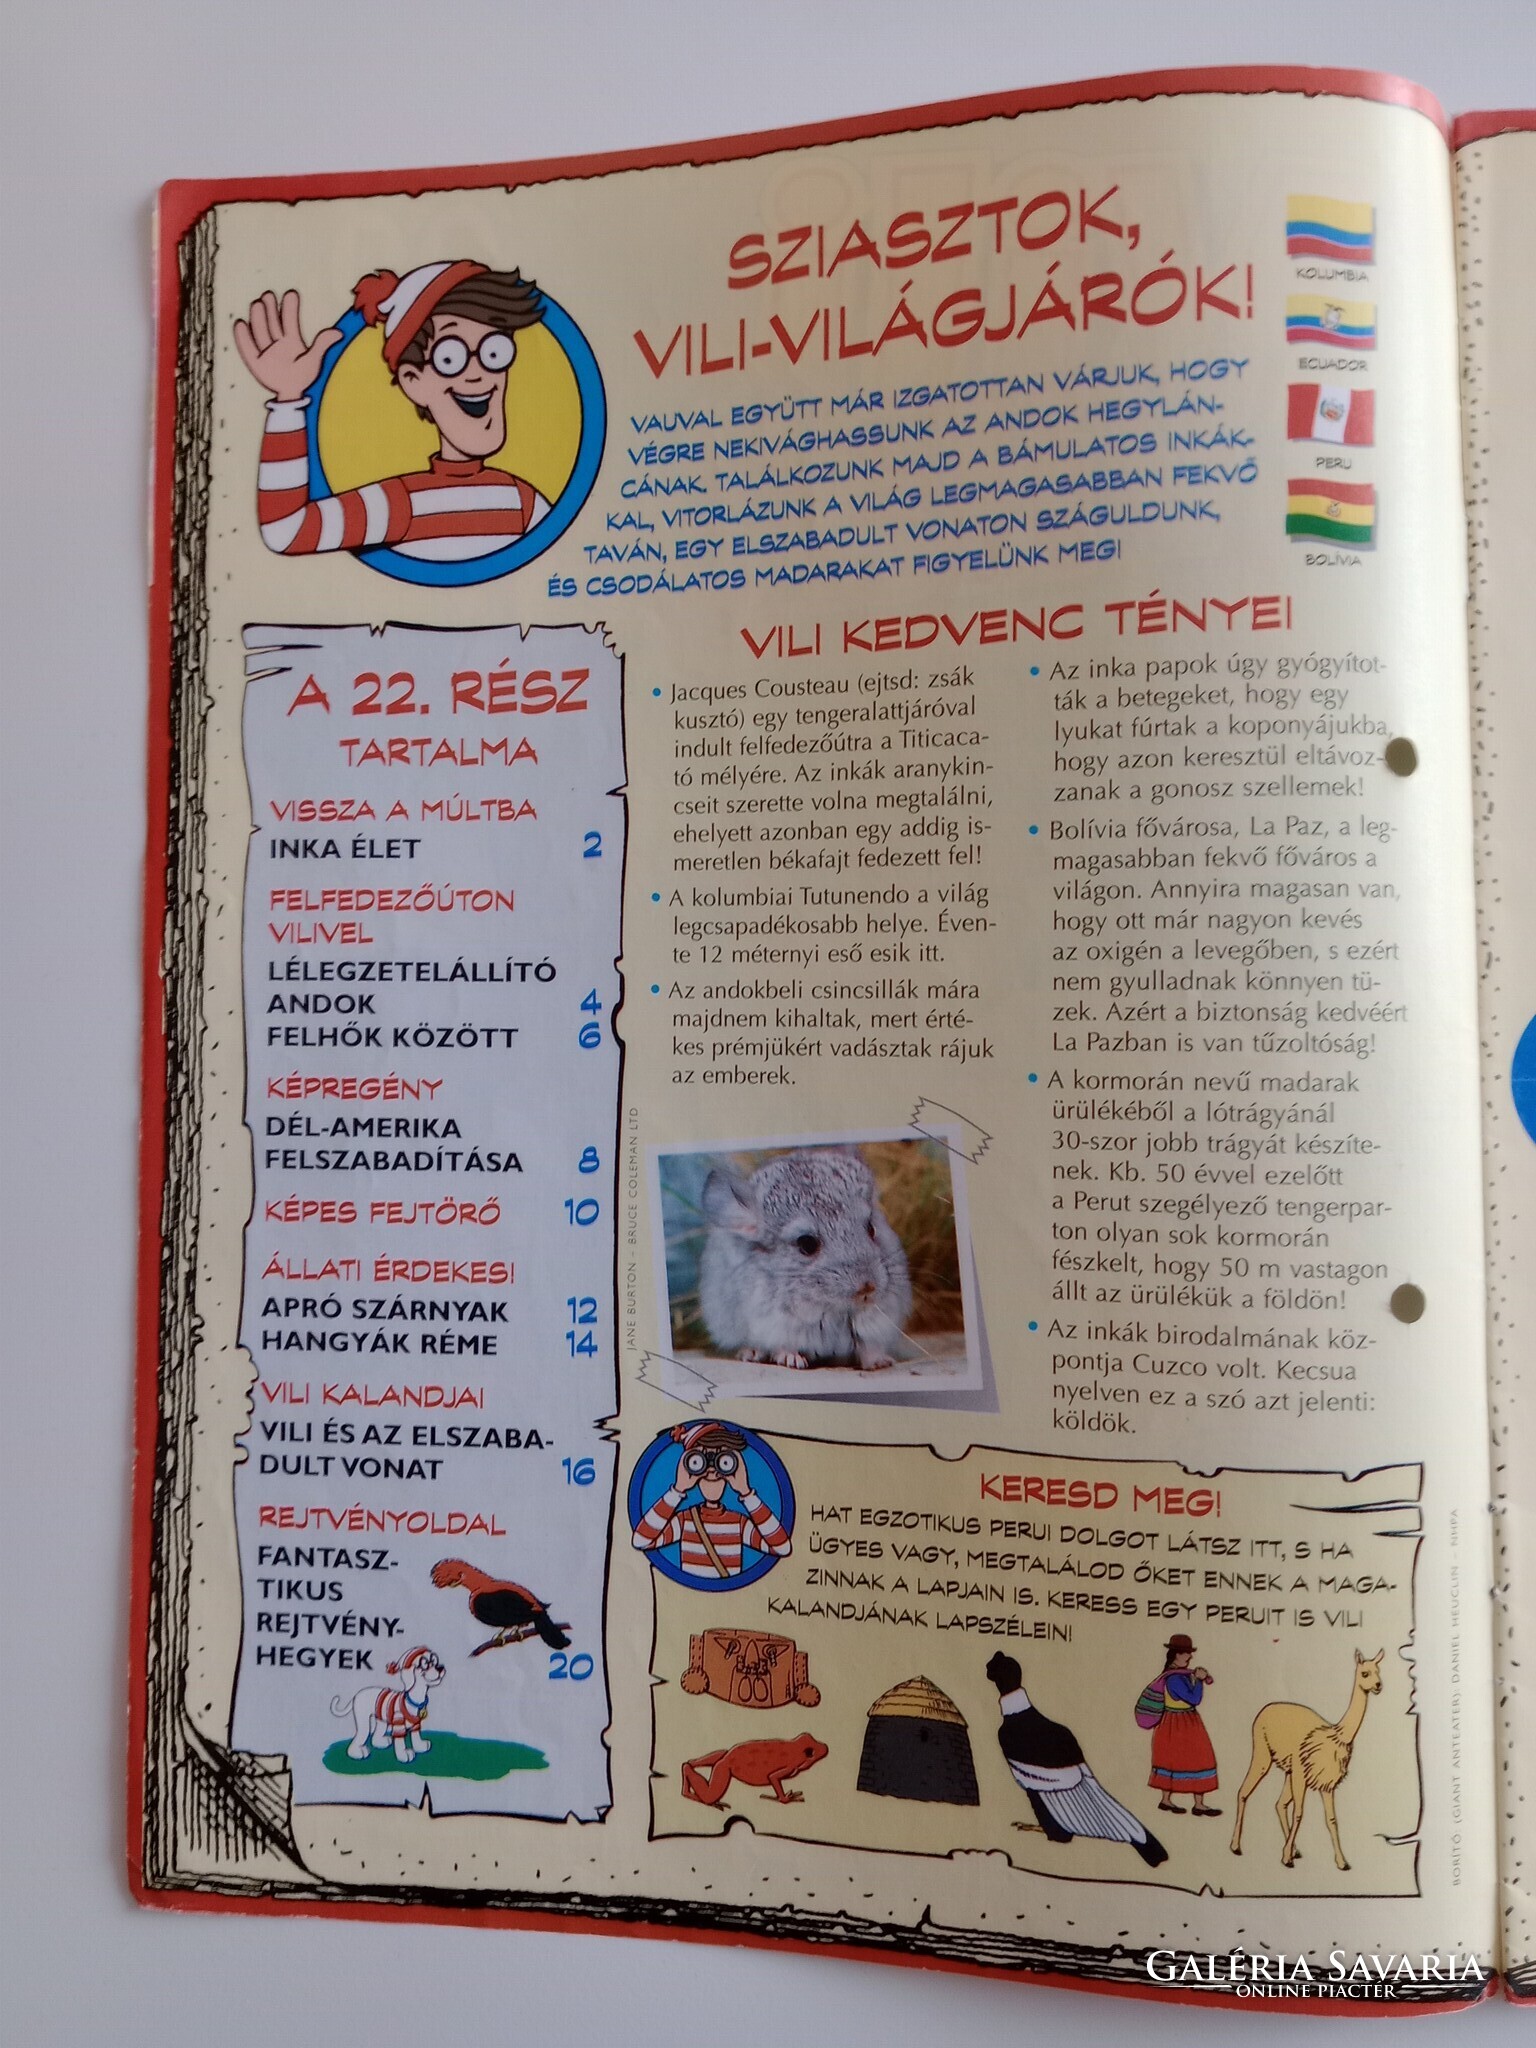 SZIASZTOK,
VILI-VILÁGJÁRÓK!
VAUVAL EGYÜTT MÁR IZGATOTTAN VÁRJUK, HOGY
VÉGRE NEKIVÁGHASSUNK AZ ANDOK HEGYLÁN-
CÁNAK. TALÁLKOZUNK MAJD A BÁMULATOS INKÁK-
KAL, VITORLÁZUNK A VILÁG LEGMAGASABBAN FEKVŐ
TAVÁN, EGY ELSZABADULT VONATON SZÁGULDUNK,
ÉS CSODÁLATOS MADARAKAT FIGYELÜNK MEG!
KOLUMBIA
ECUADOR
PERU
BOLÍVIA
A 22. RÉSZ
TARTALMA
VISSZA A MÚLTBA
INKA ÉLET 2
FELFEDEZŐÚTON
VILIVEL
LÉLEGZETELÁLLÍTÓ
ANDOK 4
FELHŐK KÖZÖTT 6
KÉPREGÉNY
DÉL-AMERIKA
FELSZABADÍTÁSA 8
KÉPES FEJTÖRŐ 10
ÁLLATI ÉRDEKES!
APRÓ SZÁRNYAK 12
HANGYÁK RÉME 14
VILI KALANDJAI
VILI ÉS AZ ELSZABA-
DULT VONAT 16
REJTVÉNYOLDAL
FANTASZ-
TIKUS
REJTVÉNY-
HEGYEK 20
VILI KEDVENC TÉNYEI
• Jacques Cousteau (ejtsd: zsák
kusztó) egy tengeralattjáróval
indult felfedezőútra a Titicaca-
tó mélyére. Az inkák aranykin-
cseit szerette volna megtalálni,
ehelyett azonban egy addig is-
meretlen békafajt fedezett fel!
• A kolumbiai Tutunendo a világ
legcsapadékosabb helye. Éven-
te 12 méternyi eső esik itt.
• Az andokbeli csincsillák mára
majdnem kihaltak, mert érté-
kes prémjükért vadásztak rájuk
az emberek.
JANE BURTON – BRUCE COLEMAN LTD
• Az inka papok úgy gyógyítot-
ták a betegeket, hogy egy
lyukat fúrtak a koponyájukba,
hogy azon keresztül eltávoz-
zanak a gonosz szellemek!
• Bolívia fővárosa, La Paz, a leg-
magasabban fekvő főváros a
világon. Annyira magasan van,
hogy ott már nagyon kevés
az oxigén a levegőben, s ezért
nem gyulladnak könnyen tü-
zek. Azért a biztonság kedvéért
La Pazban is van tűzoltóság!
• A kormorán nevű madarak
ürülékéből a lótrágyánál
30-szor jobb trágyát készíte-
nek. Kb. 50 évvel ezelőtt
a Perut szegélyező tengerpar-
ton olyan sok kormorán
fészkelt, hogy 50 m vastagon
állt az ürülékük a földön!
• Az inkák birodalmának köz-
pontja Cuzco volt. Kecsua
nyelven ez a szó azt jelenti:
köldök.
KERESD MEG!
HAT EGZOTIKUS PERUI DOLGOT LÁTSZ ITT, S HA
ÜGYES VAGY, MEGTALÁLOD ŐKET ENNEK A MAGA-
ZINNAK A LAPJAIN IS. KERESS EGY PERUIT IS VILI
KALANDJÁNAK LAPSZÉLEIN!
BORÍTÓ (GIANT ANTEATER): DANIEL HEUCLIN – NHPA
GALÉRIA SAVARIA
ONLINE PIACTÉR